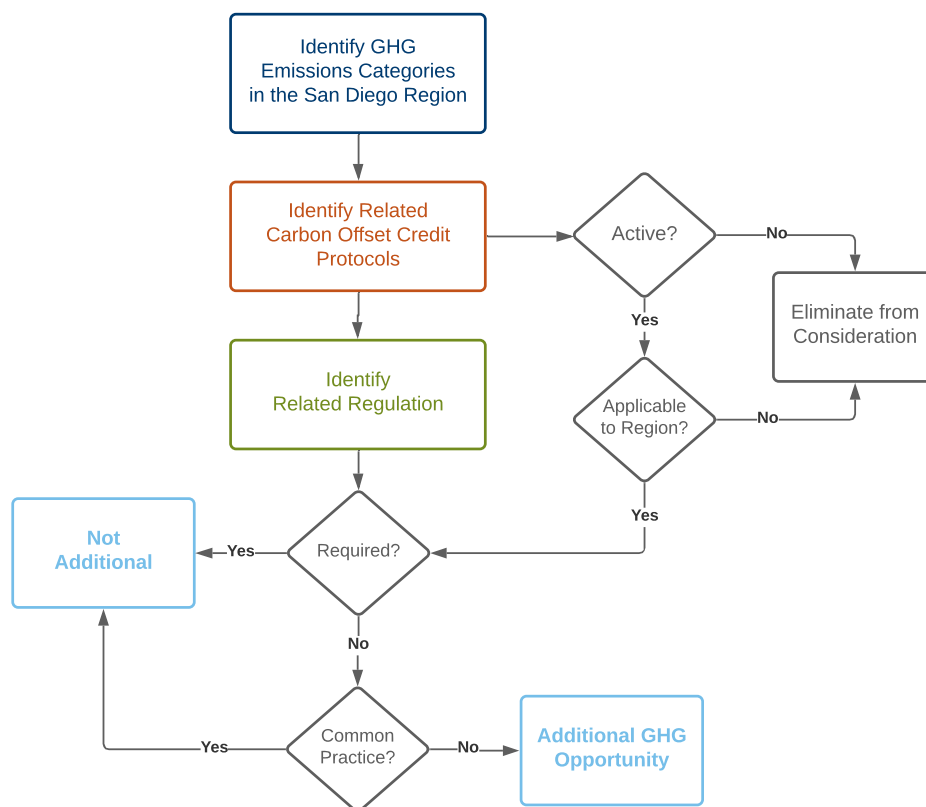 Identify GHG
Emissions Categories
in the San Diego Region
Identify Related
Carbon Offset Credit
Protocols
Active?
No
Eliminate from
Consideration
Yes
Identify
Related Regulation
Applicable
to Region?
No
Yes
Not
Additional
Yes
Required?
No
Yes
Common
Practice?
No
Additional GHG
Opportunity